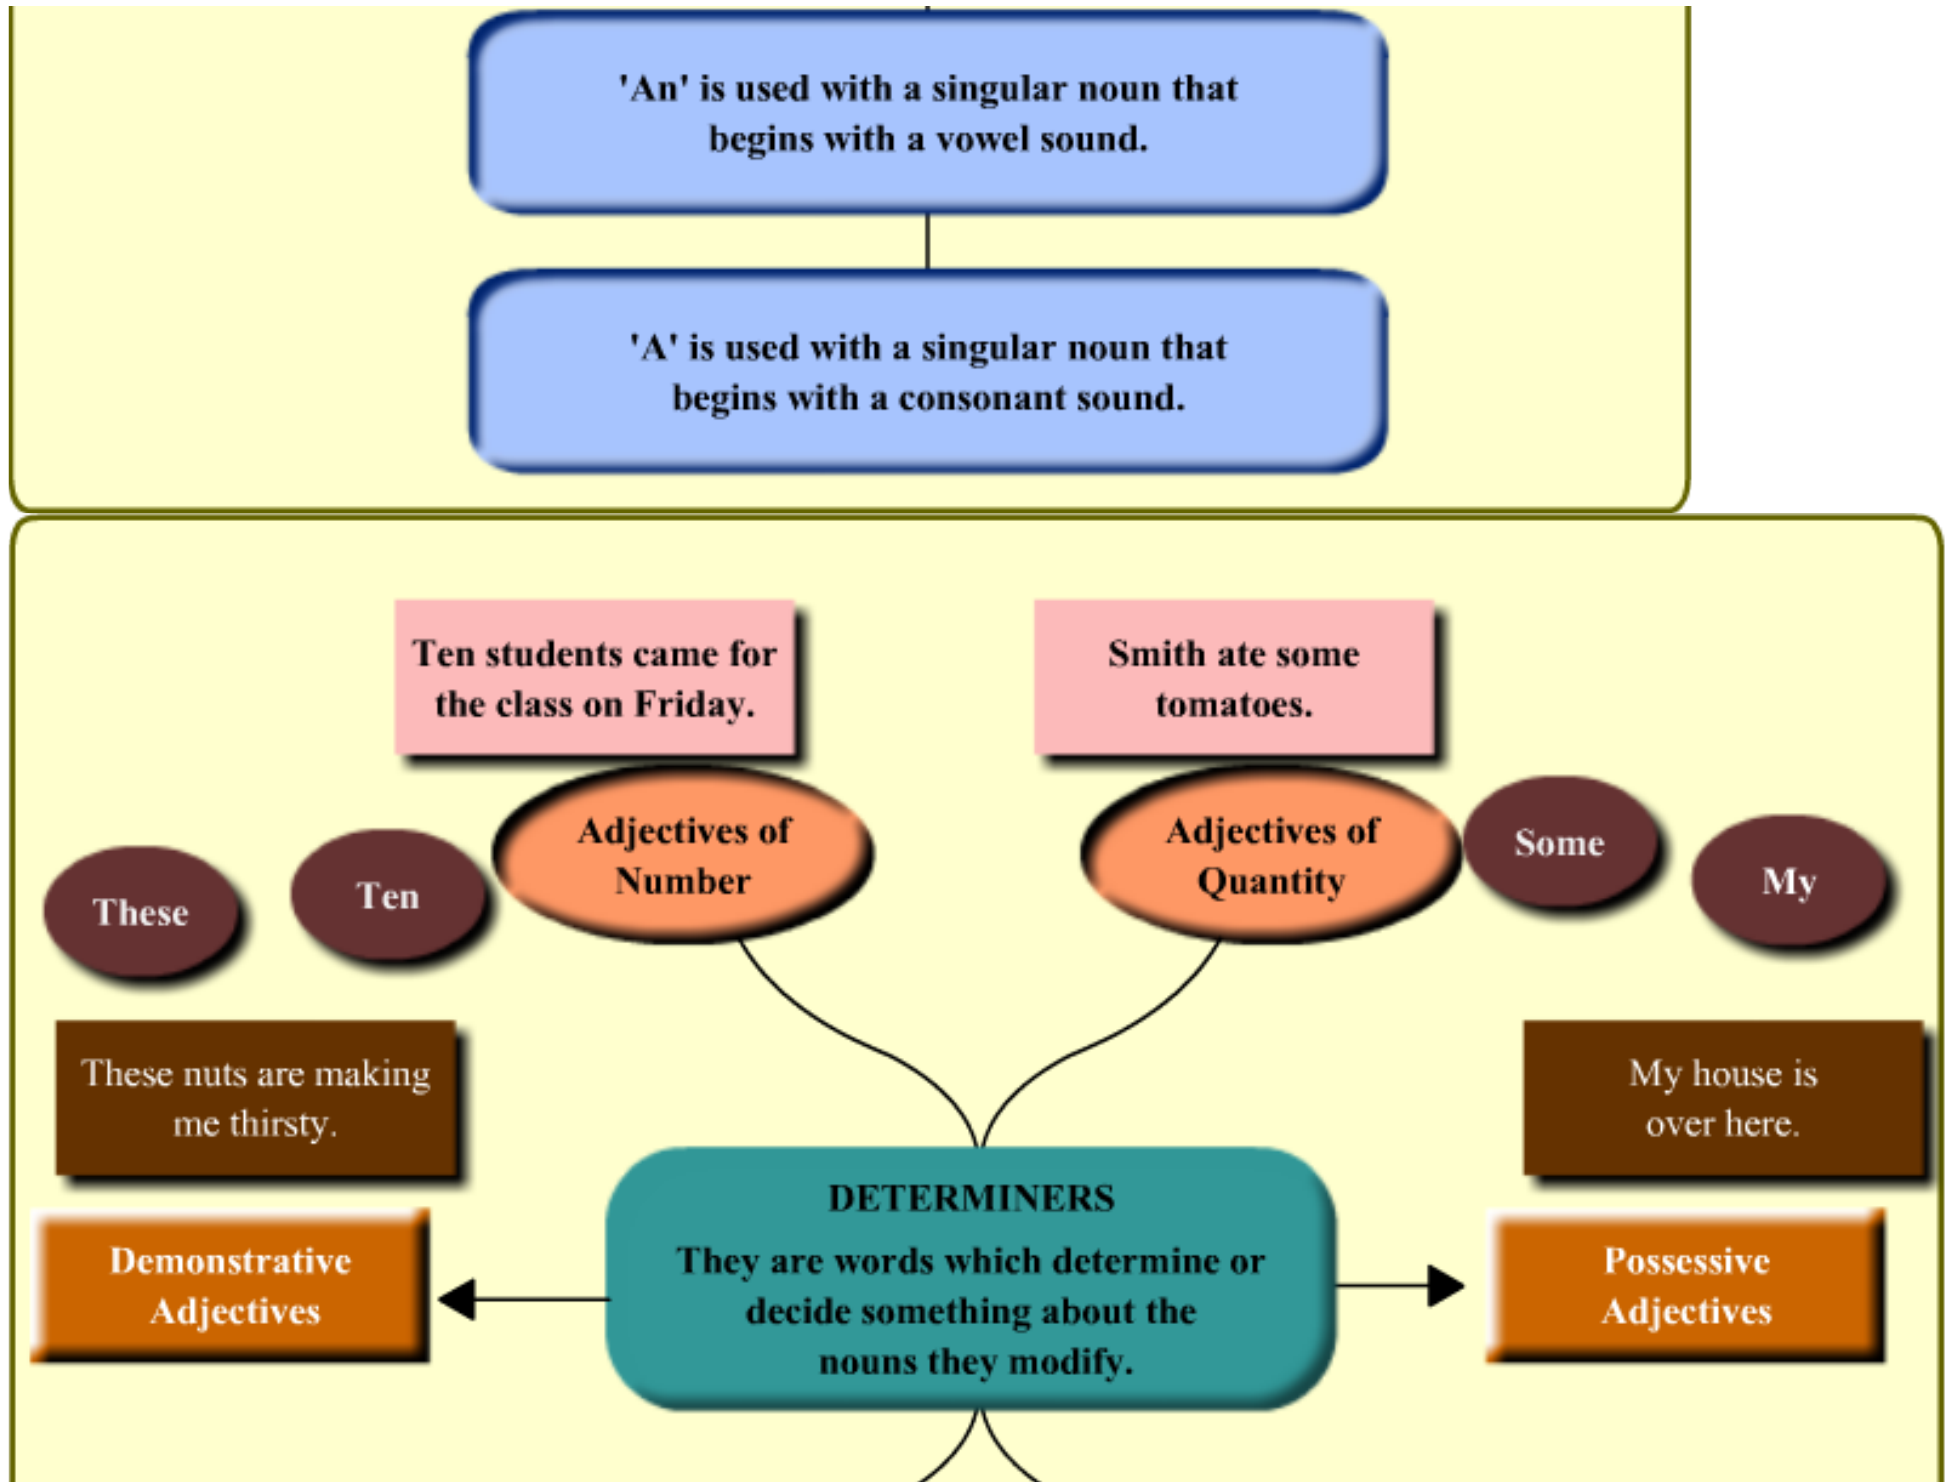 'An' is used with a singular noun that
begins with a vowel sound.
'A' is used with a singular noun that
begins with a consonant sound.
Ten students came for
the class on Friday.
Smith ate some
tomatoes.
Adjectives of
Number
Adjectives of
Quantity
Some
My
Ten
These
These nuts are making
me thirsty.
My house is
over here.
DETERMINERS
They are words which determine or
decide something about the
nouns they modify.
Demonstrative
Adjectives
Possessive
Adjectives